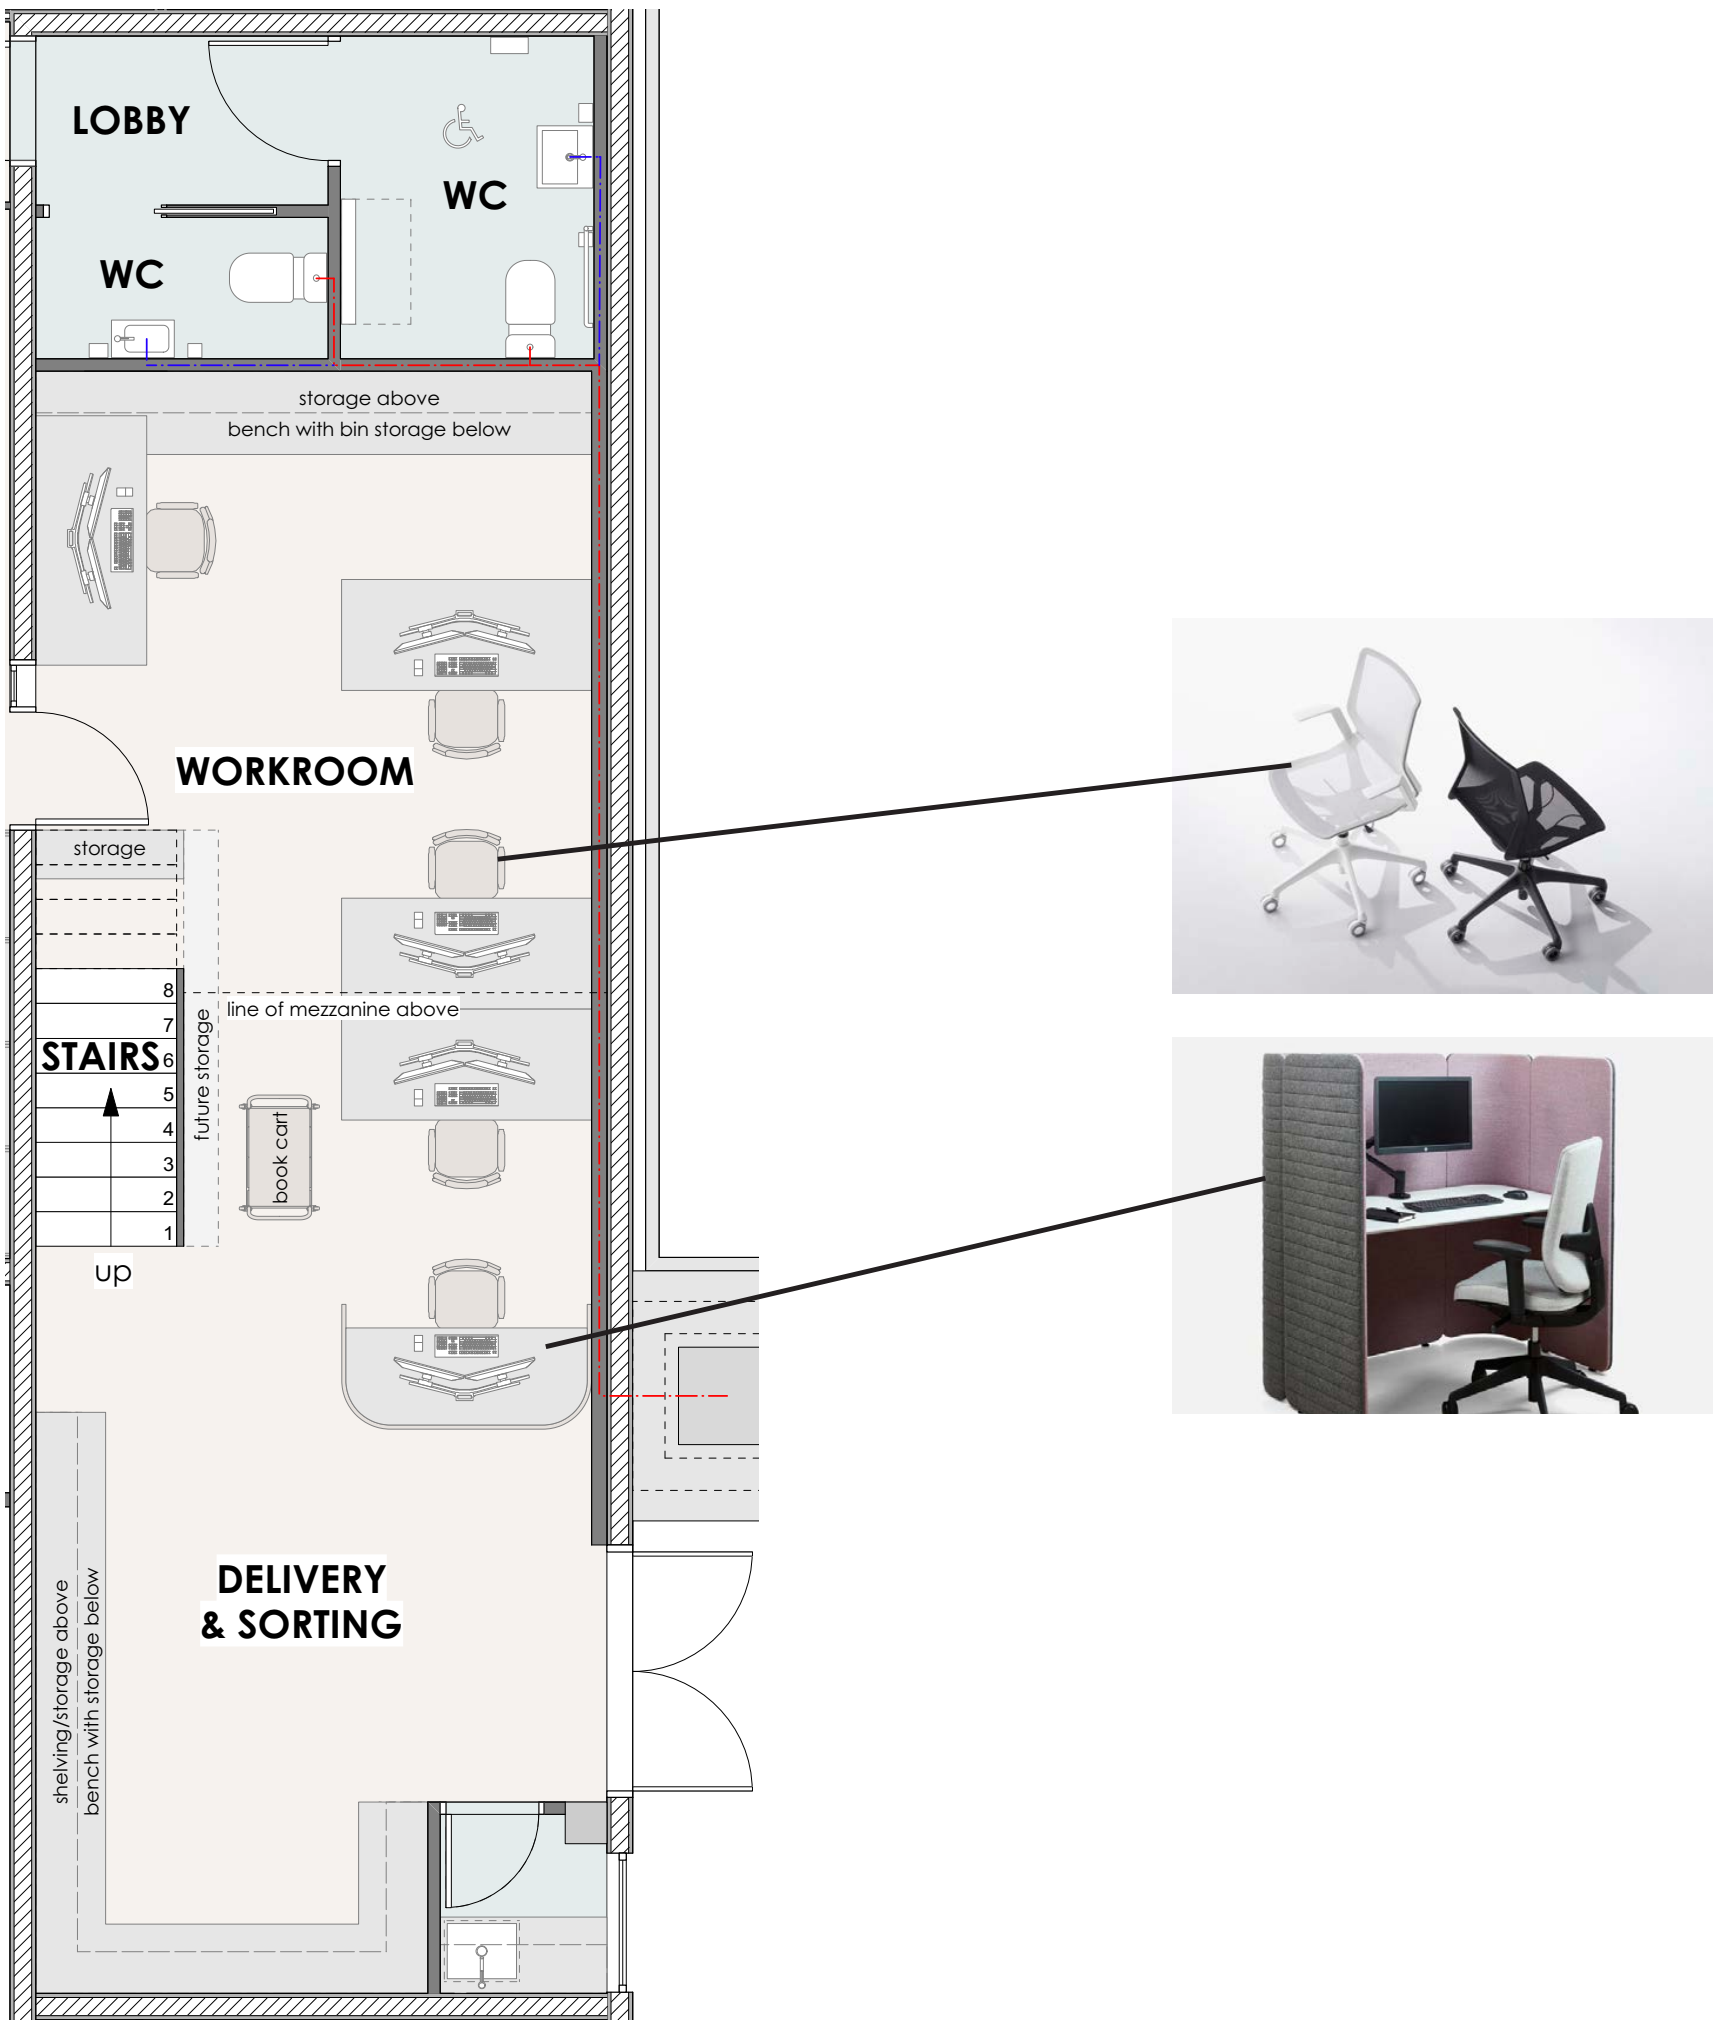 LOBBY
WC
WC
storage above
bench with bin storage below
WORKROOM
storage
8
line of mezzanine above
7
STAIRS
6
5
4
3
2
1
future storage
book cart
up
DELIVERY
& SORTING
shelving/storage above
bench with storage below